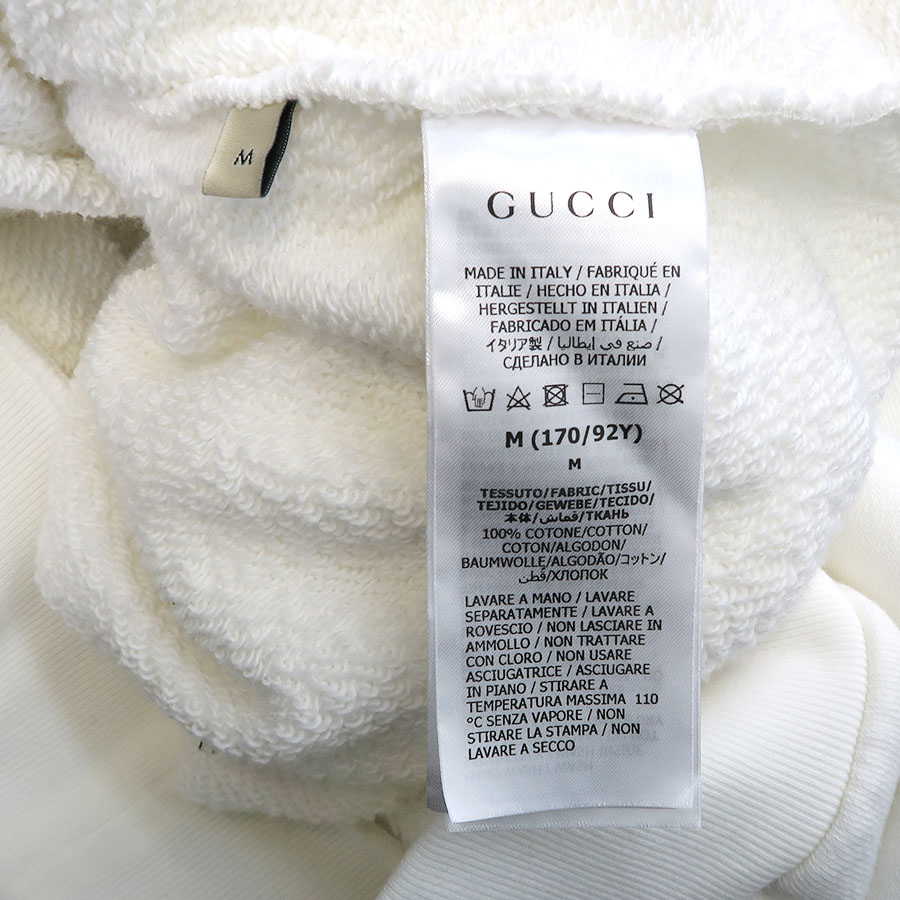 M
GUCCI
MADE IN ITALY / FABRIQUÉ EN
ITALIE / HECHO EN ITALIA /
HERGESTELLT IN ITALIEN /
FABRICADO EM ITÁLIA /
イタリア製 / صنع في إيطاليا /
СДЕЛАНО В ИТАЛИИ
M (170/92Y)
M
TESSUTO/FABRIC/TISSU/
TEJIDO/GEWEBE/TECIDO/
本体/قماش/ТКАНЬ
100% COTONE/COTTON/
COTON/ALGODON/
BAUMWOLLE/ALGODÃO/コットン/
قطن/ХЛОПОК
LAVARE A MANO / LAVARE
SEPARATAMENTE / LAVARE A
ROVESCIO / NON LASCIARE IN
AMMOLLO / NON TRATTARE
CON CLORO / NON USARE
ASCIUGATRICE / ASCIUGARE
IN PIANO / STIRARE A
TEMPERATURA MASSIMA 110
°C SENZA VAPORE / NON
STIRARE LA STAMPA / NON
LAVARE A SECCO